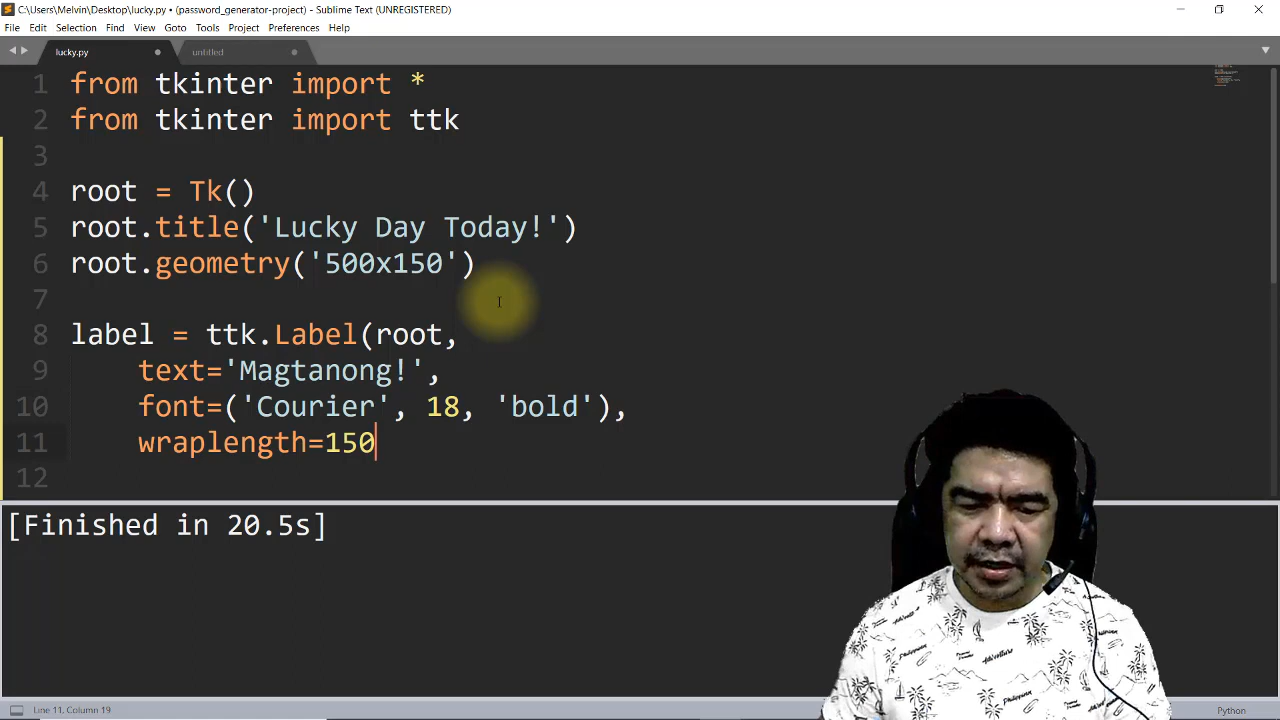 C:\Users\Melvin\Desktop\lucky.py • (password_generator-project) - Sublime Text (UNREGISTERED)
File Edit Selection Find View Goto Tools Project Preferences Help
lucky.py untitled
1 from tkinter import *
2 from tkinter import ttk
3
4 root = Tk()
5 root.title('Lucky Day Today!')
6 root.geometry('500x150')
7
8 label = ttk.Label(root,
9 text='Magtanong!',
10 font=('Courier', 18, 'bold'),
11 wraplength=150
12
[Finished in 20.5s]
Line 11, Column 19 Python